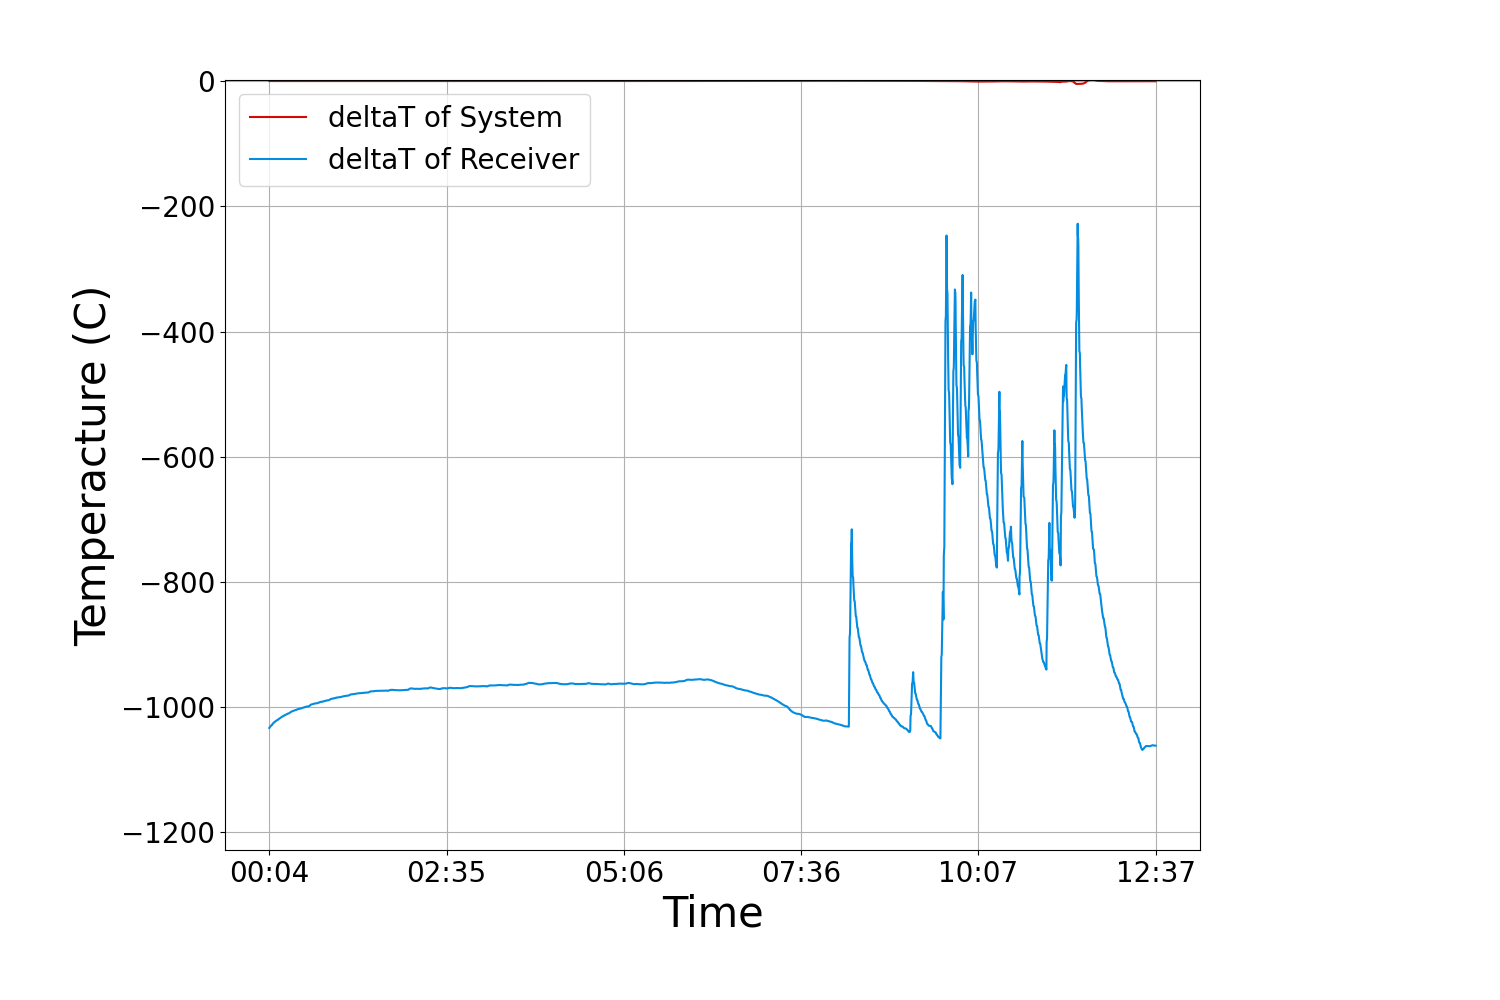 0
deltaT of System
deltaT of Receiver
−200
−400
−600
−800
−1000
−1200
Temperacture (C)
00:04 02:35 05:06 07:36 10:07 12:37
Time